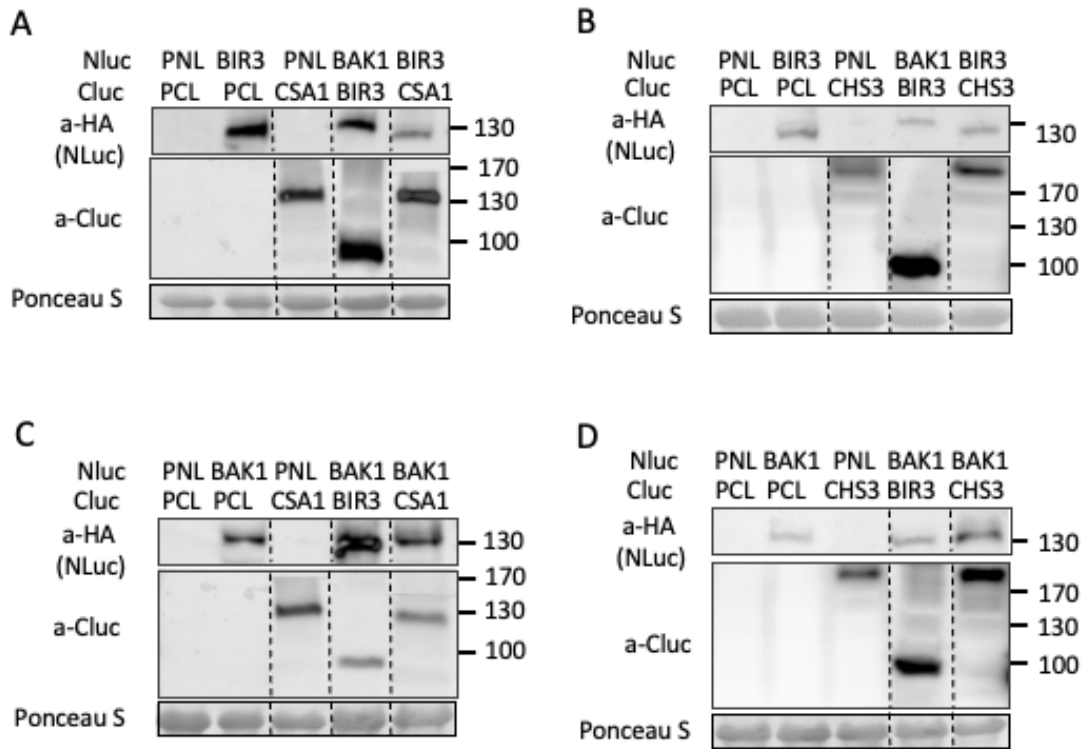 A
Nluc PNL BIR3 PNL BAK1 BIR3
Cluc PCL PCL CSA1 BIR3 CSA1
a-HA
(NLuc)
130
170
130
100
a-Cluc
Ponceau S
B
Nluc PNL BIR3 PNL BAK1 BIR3
Cluc PCL PCL CHS3 BIR3 CHS3
a-HA
(NLuc)
130
170
130
100
a-Cluc
Ponceau S
C
Nluc PNL BAK1 PNL BAK1 BAK1
Cluc PCL PCL CSA1 BIR3 CSA1
a-HA
(NLuc)
130
170
130
100
a-Cluc
Ponceau S
D
Nluc PNL BAK1 PNL BAK1 BAK1
Cluc PCL PCL CHS3 BIR3 CHS3
a-HA
(NLuc)
130
170
130
100
a-Cluc
Ponceau S